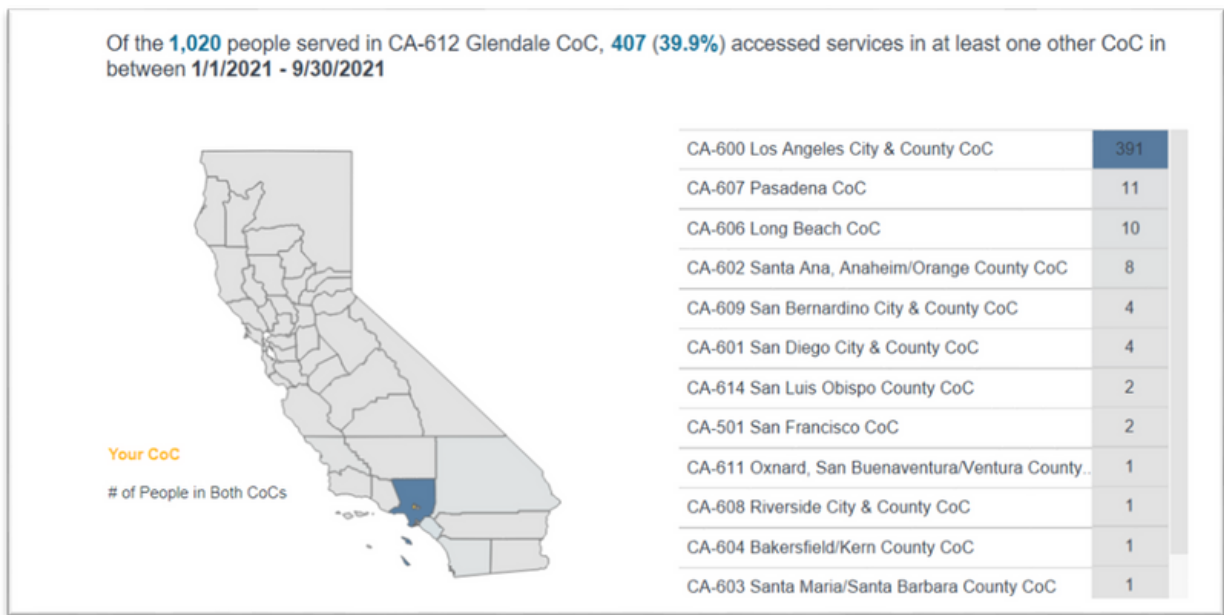 Of the 1,020 people served in CA-612 Glendale CoC, 407 (39.9%) accessed services in at least one other CoC in
between 1/1/2021 - 9/30/2021
CA-600 Los Angeles City & County CoC 391
CA-607 Pasadena CoC 11
CA-606 Long Beach CoC 10
CA-602 Santa Ana, Anaheim/Orange County CoC 8
CA-609 San Bernardino City & County CoC 4
CA-601 San Diego City & County CoC 4
CA-614 San Luis Obispo County CoC 2
CA-501 San Francisco CoC 2
CA-611 Oxnard, San Buenaventura/Ventura County.. 1
CA-608 Riverside City & County CoC 1
CA-604 Bakersfield/Kern County CoC 1
CA-603 Santa Maria/Santa Barbara County CoC 1
Your CoC
# of People in Both CoCs